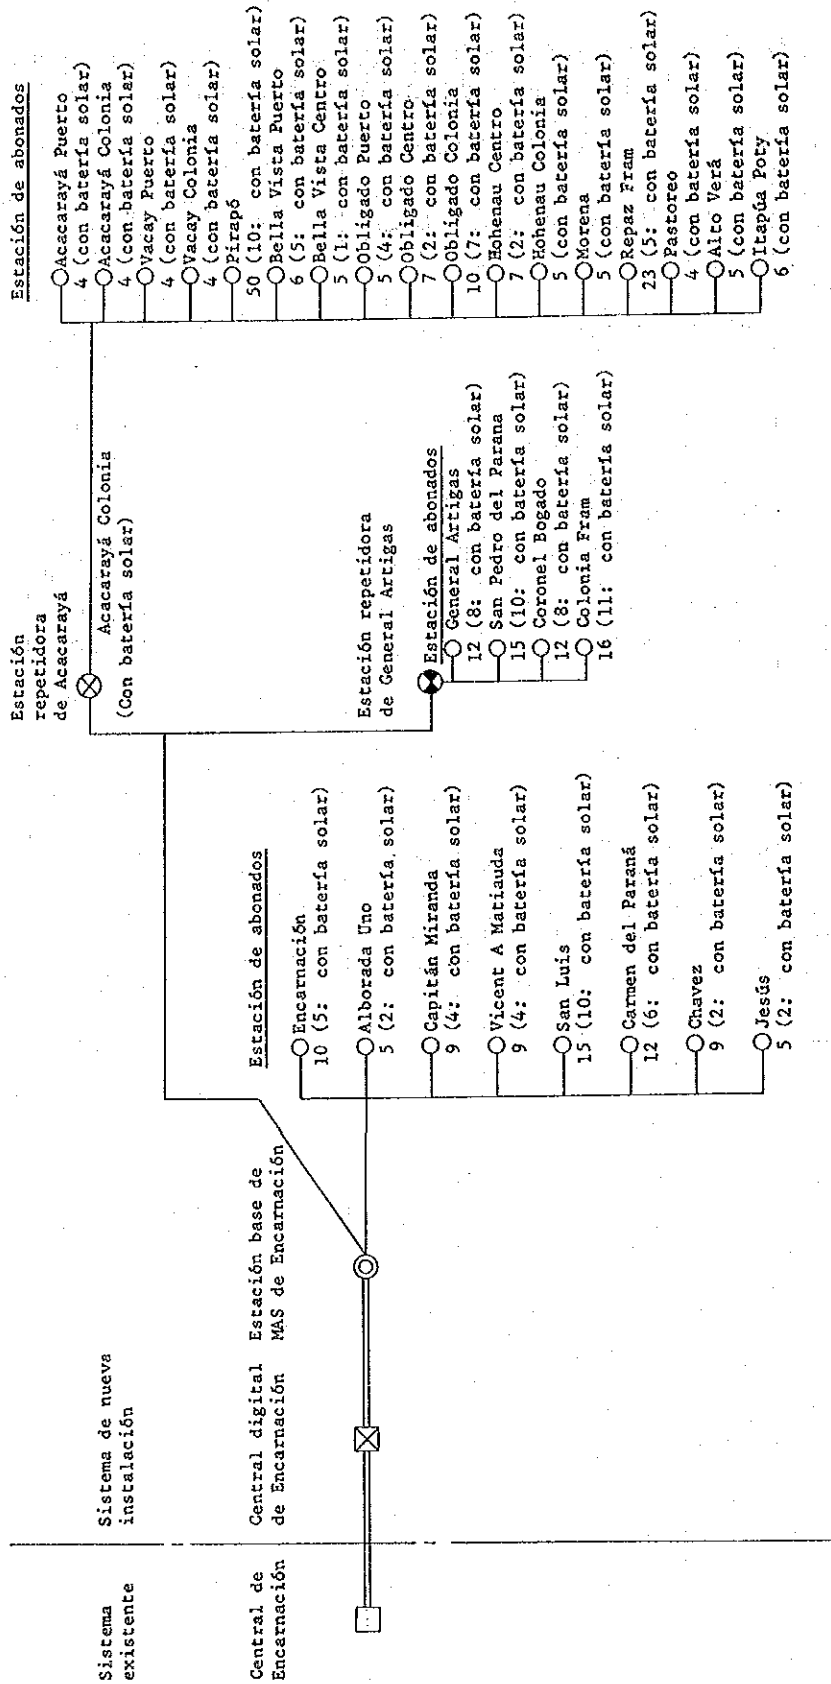 Sistema
existente
Sistema de nueva
instalación
Central de
Encarnación
Central digital
de Encarnación
Estación base de
MAS de Encarnación
Estación de abonados
Encarnación
10 (5: con batería solar)
Alborada Uno
5 (2: con batería solar)
Capitán Miranda
9 (4: con batería solar)
Vicent A Matiauda
9 (4: con batería solar)
San Luis
15 (10: con batería solar)
Carmen del Paraná
12 (6: con batería solar)
Chavez
9 (2: con batería solar)
Jesús
5 (2: con batería solar)
Estación
repetidora
de Acacarayá
Acacarayá Colonia
(Con batería solar)
Estación repetidora
de General Artigas
Estación de abonados
General Artigas
12 (8: con batería solar)
San Pedro del Parana
15 (10: con batería solar)
Coronel Bogado
12 (8: con batería solar)
Colonia Fram
16 (11: con batería solar)
Estación de abonados
Acacarayá Puerto
4 (con batería solar)
Acacarayá Colonia
4 (con batería solar)
Vacay Puerto
4 (con batería solar)
Vacay Colonia
4 (con batería solar)
Pirapó
50 (10: con batería solar)
Bella Vista Puerto
6 (5: con batería solar)
Bella Vista Centro
5 (1: con batería solar)
Obligado Puerto
5 (4: con batería solar)
Obligado Centro
7 (2: con batería solar)
Obligado Colonia
10 (7: con batería solar)
Hohenau Centro
7 (2: con batería solar)
Hohenau Colonia
5 (con batería solar)
Morena
5 (con batería solar)
Repaz Fram
23 (5: con batería solar)
Pastoreo
4 (con batería solar)
Alto Verá
5 (con batería solar)
Itapúa Poty
6 (con batería solar)